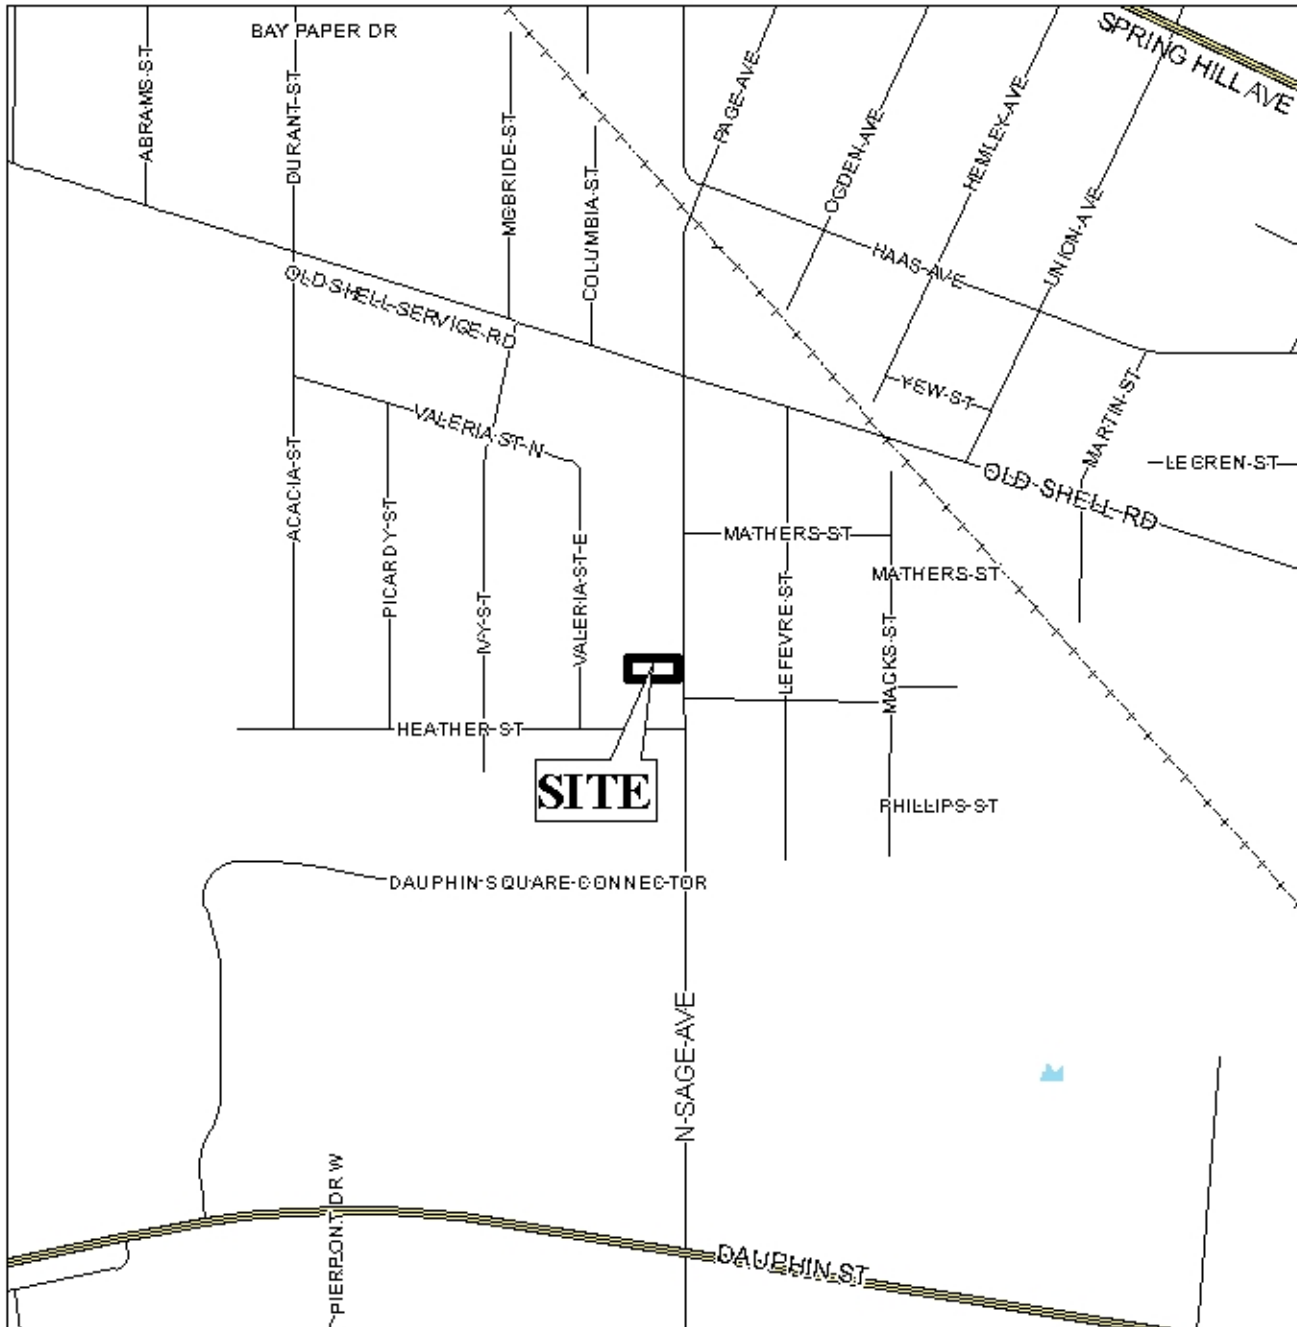 BAY PAPER DR
SPRING HILL AVE
ABRAMS ST
DURANT ST
MCBRIDE ST
COLUMBIA ST
PAGE AVE
OGDEN AVE
HEMLEY AVE
UNION AVE
HAAS AVE
OLD SHELL SERVICE RD
YEW ST
MARTIN ST
VALERIA ST N
LEGREN ST
OLD SHELL RD
ACACIA ST
PICARDY ST
IVY ST
VALERIA ST E
MATHERS ST
LEFEVRE ST
MATHERS ST
MACKS ST
HEATHER ST
SITE
PHILLIPS ST
DAUPHIN SQUARE CONNECTOR
N SAGE AVE
PIERPONT DR W
DAUPHIN ST